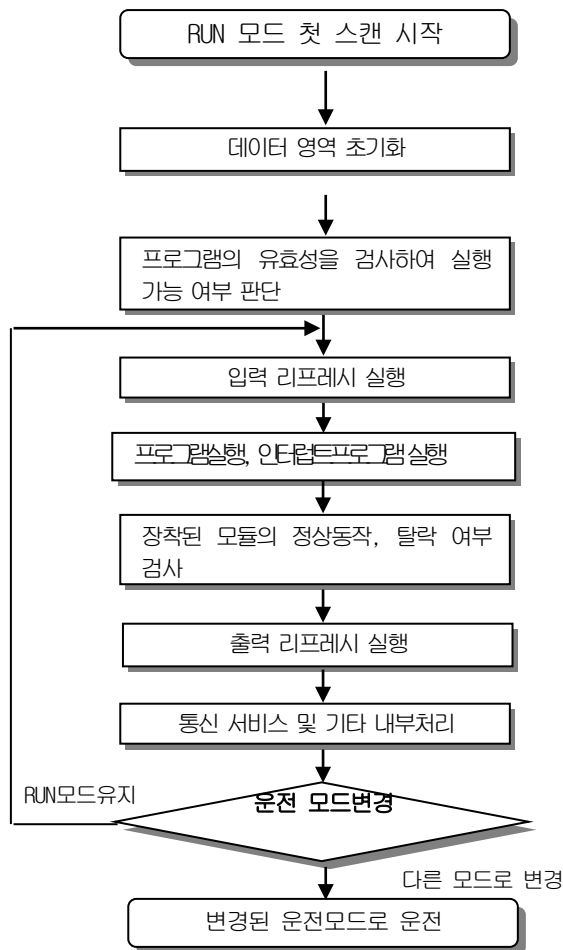 RUN 모드 첫 스캔 시작
데이터 영역 초기화
프로그램의 유효성을 검사하여 실행
가능 여부 판단
입력 리프레시 실행
프로그램실행, 인터럽트프로그램 실행
장착된 모듈의 정상동작, 탈락 여부
검사
출력 리프레시 실행
통신 서비스 및 기타 내부처리
운전 모드변경
RUN모드유지
다른 모드로 변경
변경된 운전모드로 운전